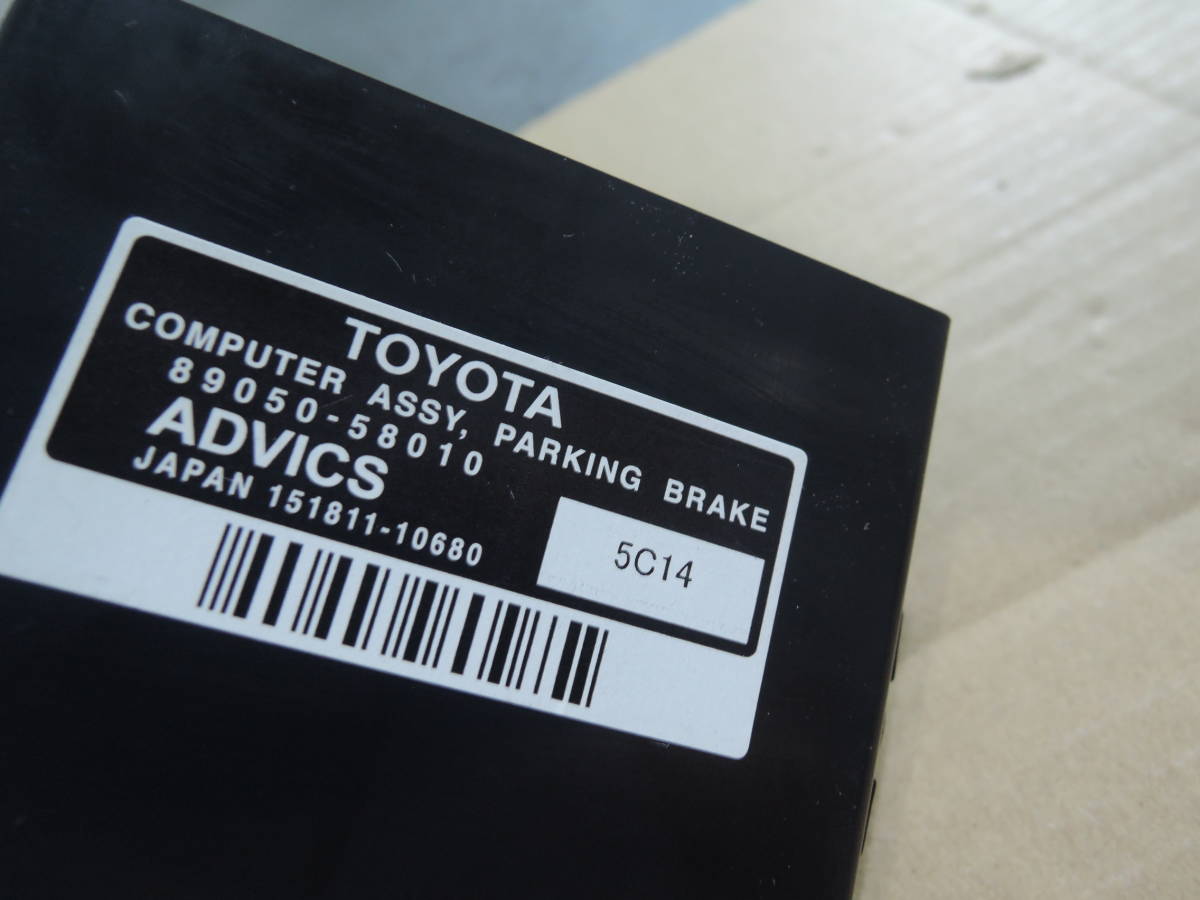 TOYOTA
COMPUTER ASSY, PARKING BRAKE
89050-58010
ADVICS
JAPAN 151811-10680
5C14